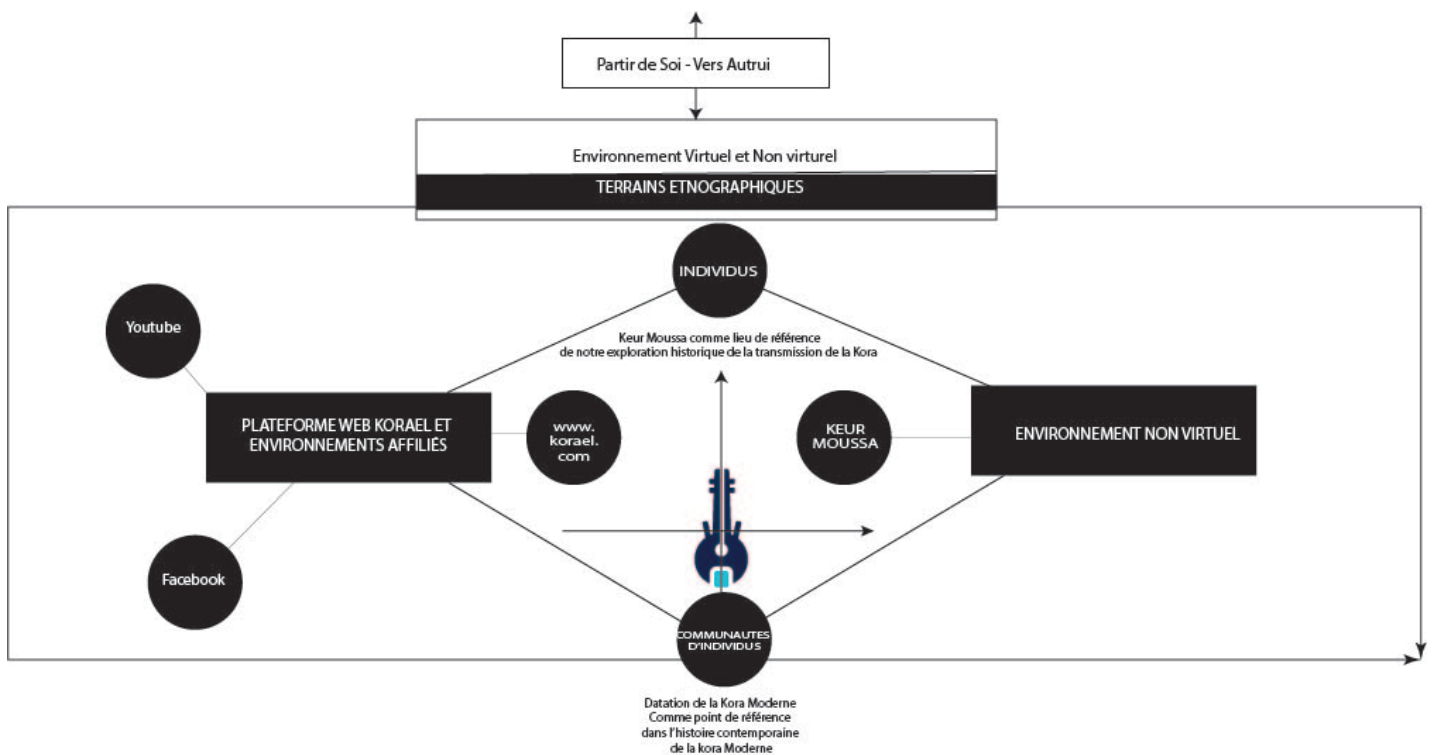 Partir de Soi - Vers Autrui
Environnement Virtuel et Non virturel
TERRAINS ETNOGRAPHIQUES
INDIVIDUS
Youtube
Keur Moussa comme lieu de référence
de notre exploration historique de la transmission de la Kora
PLATEFORME WEB KORAEL ET
ENVIRONNEMENTS AFFILIÉS
www.
korael.
com
KEUR
MOUSSA
ENVIRONNEMENT NON VIRTUEL
Facebook
COMMUNAUTES
D'INDIVIDUS
Datation de la Kora Moderne
Comme point de référence
dans l'histoire contemporaine
de la kora Moderne